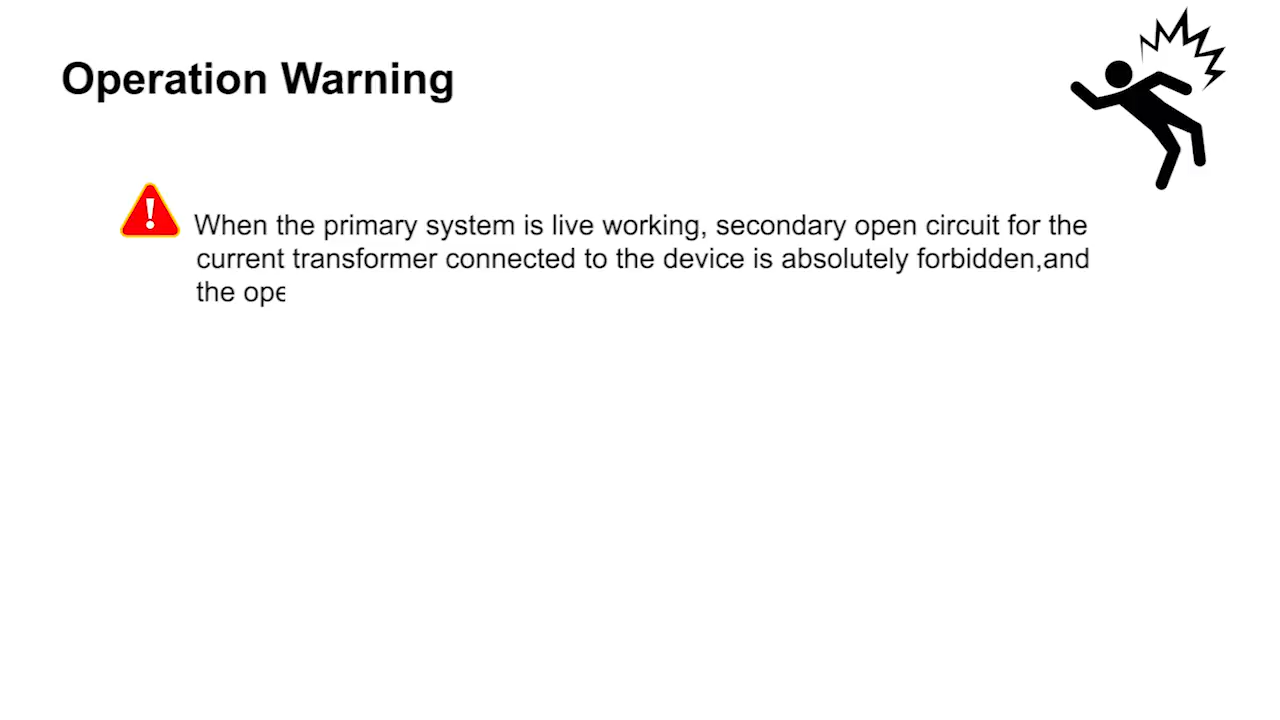 Operation Warning
When the primary system is live working, secondary open circuit for the
current transformer connected to the device is absolutely forbidden,and
the ope